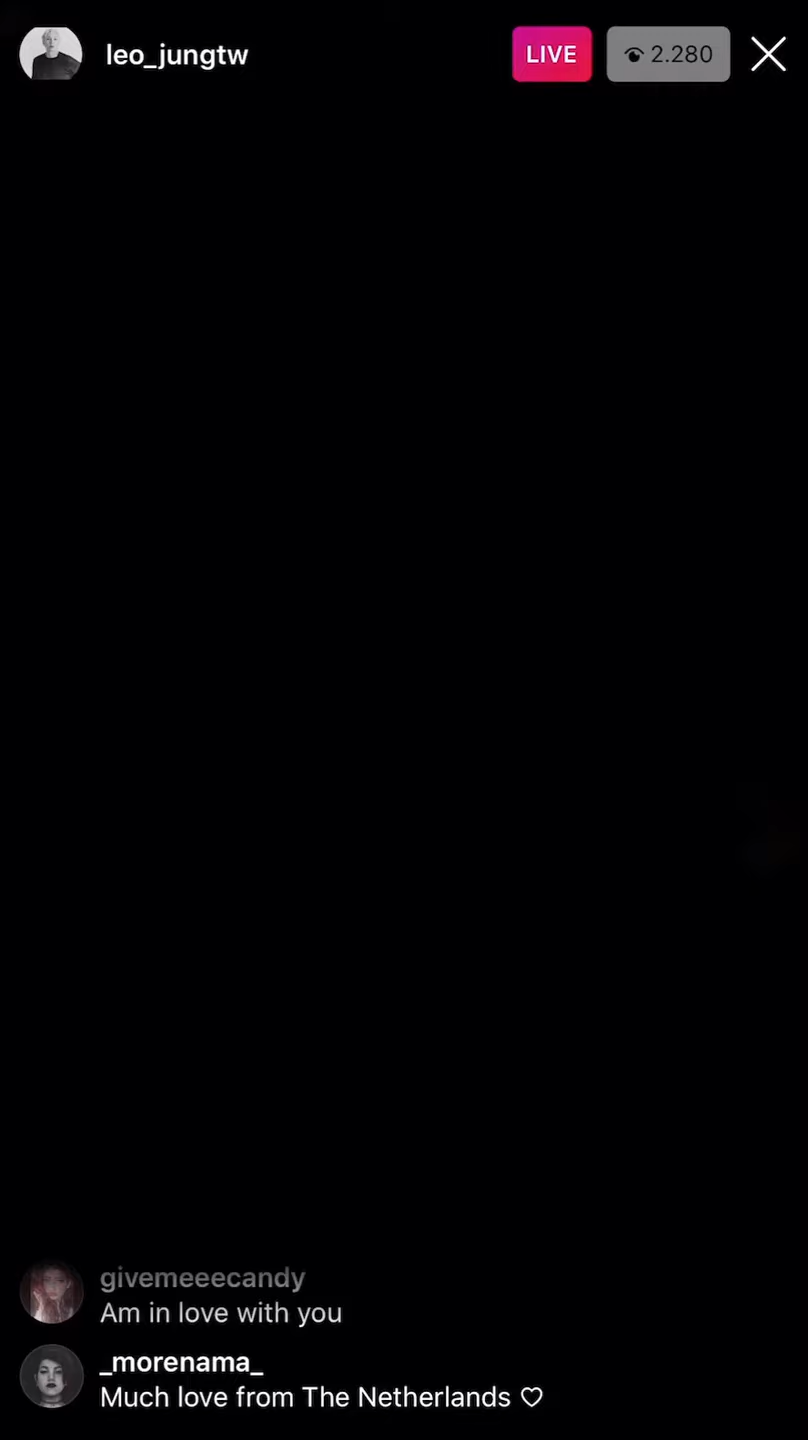 leo_jungtw LIVE 2.280
givemeeecandy
Am in love with you
_morenama_
Much love from The Netherlands ♡